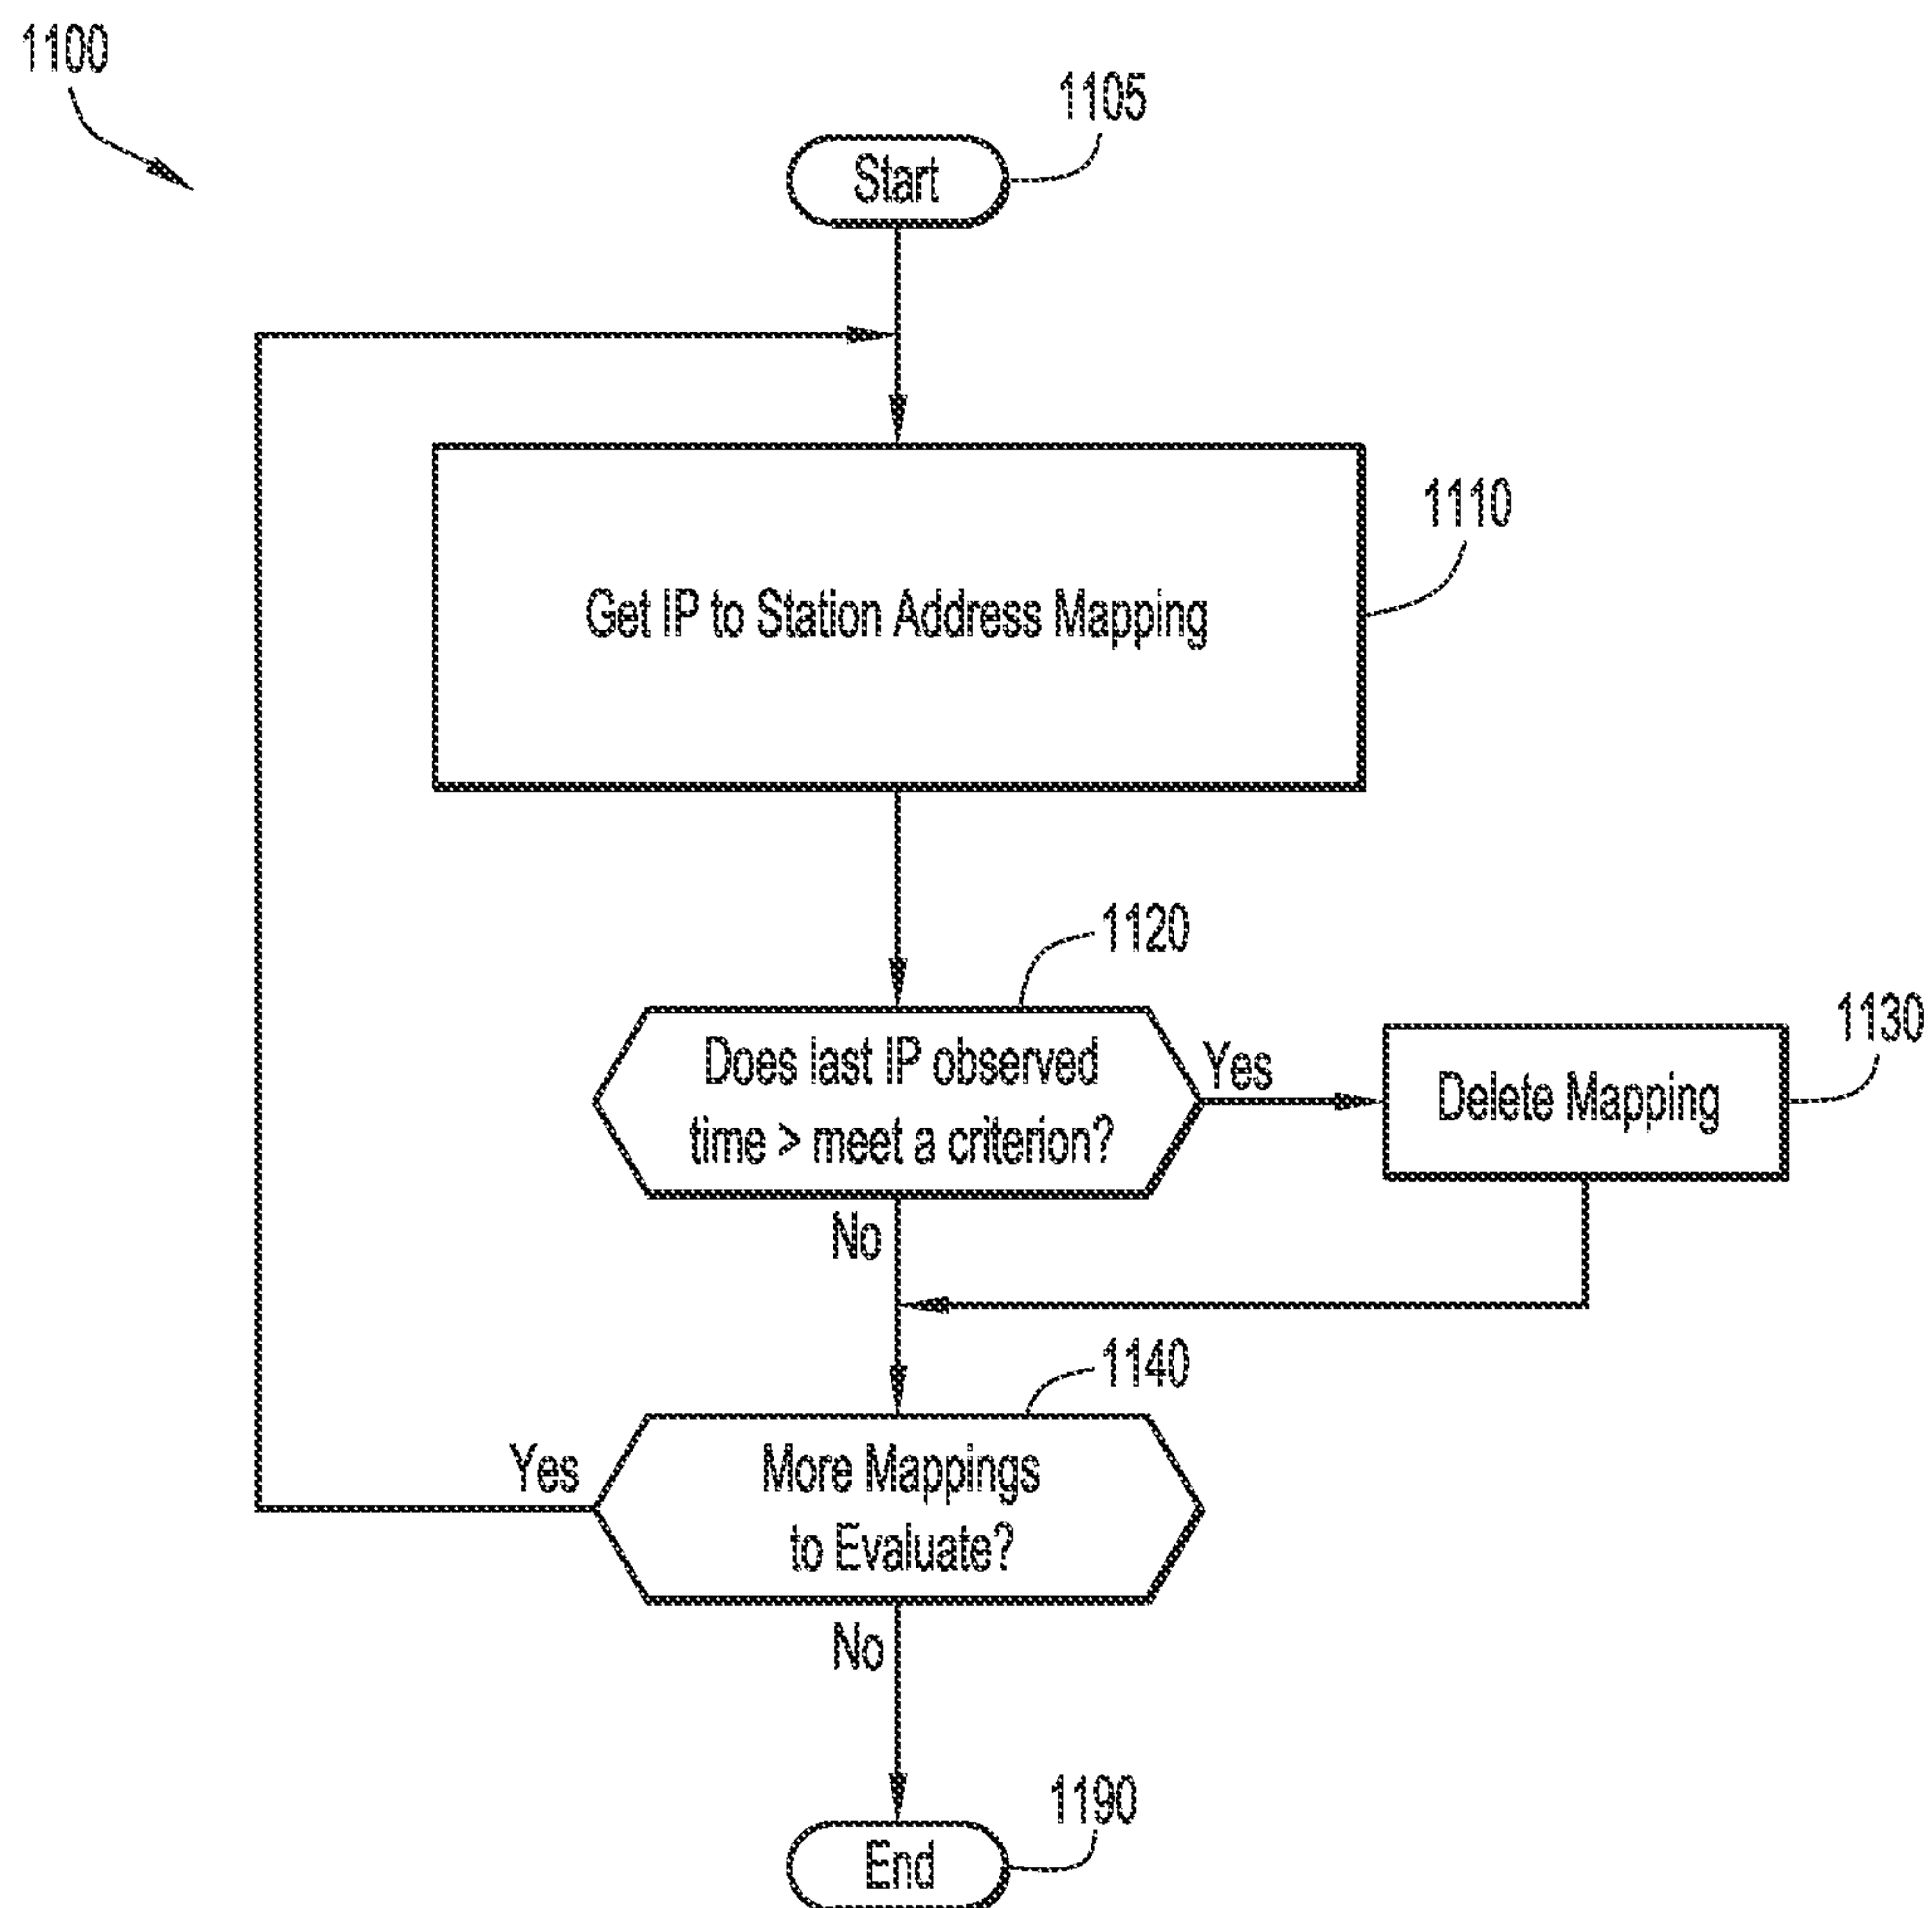 1100
1105
Start
1110
Get IP to Station Address Mapping
1120
1130
Does last IP observed
time > meet a criterion?
Yes
Delete Mapping
No
1140
Yes
More Mappings
to Evaluate?
No
1190
End